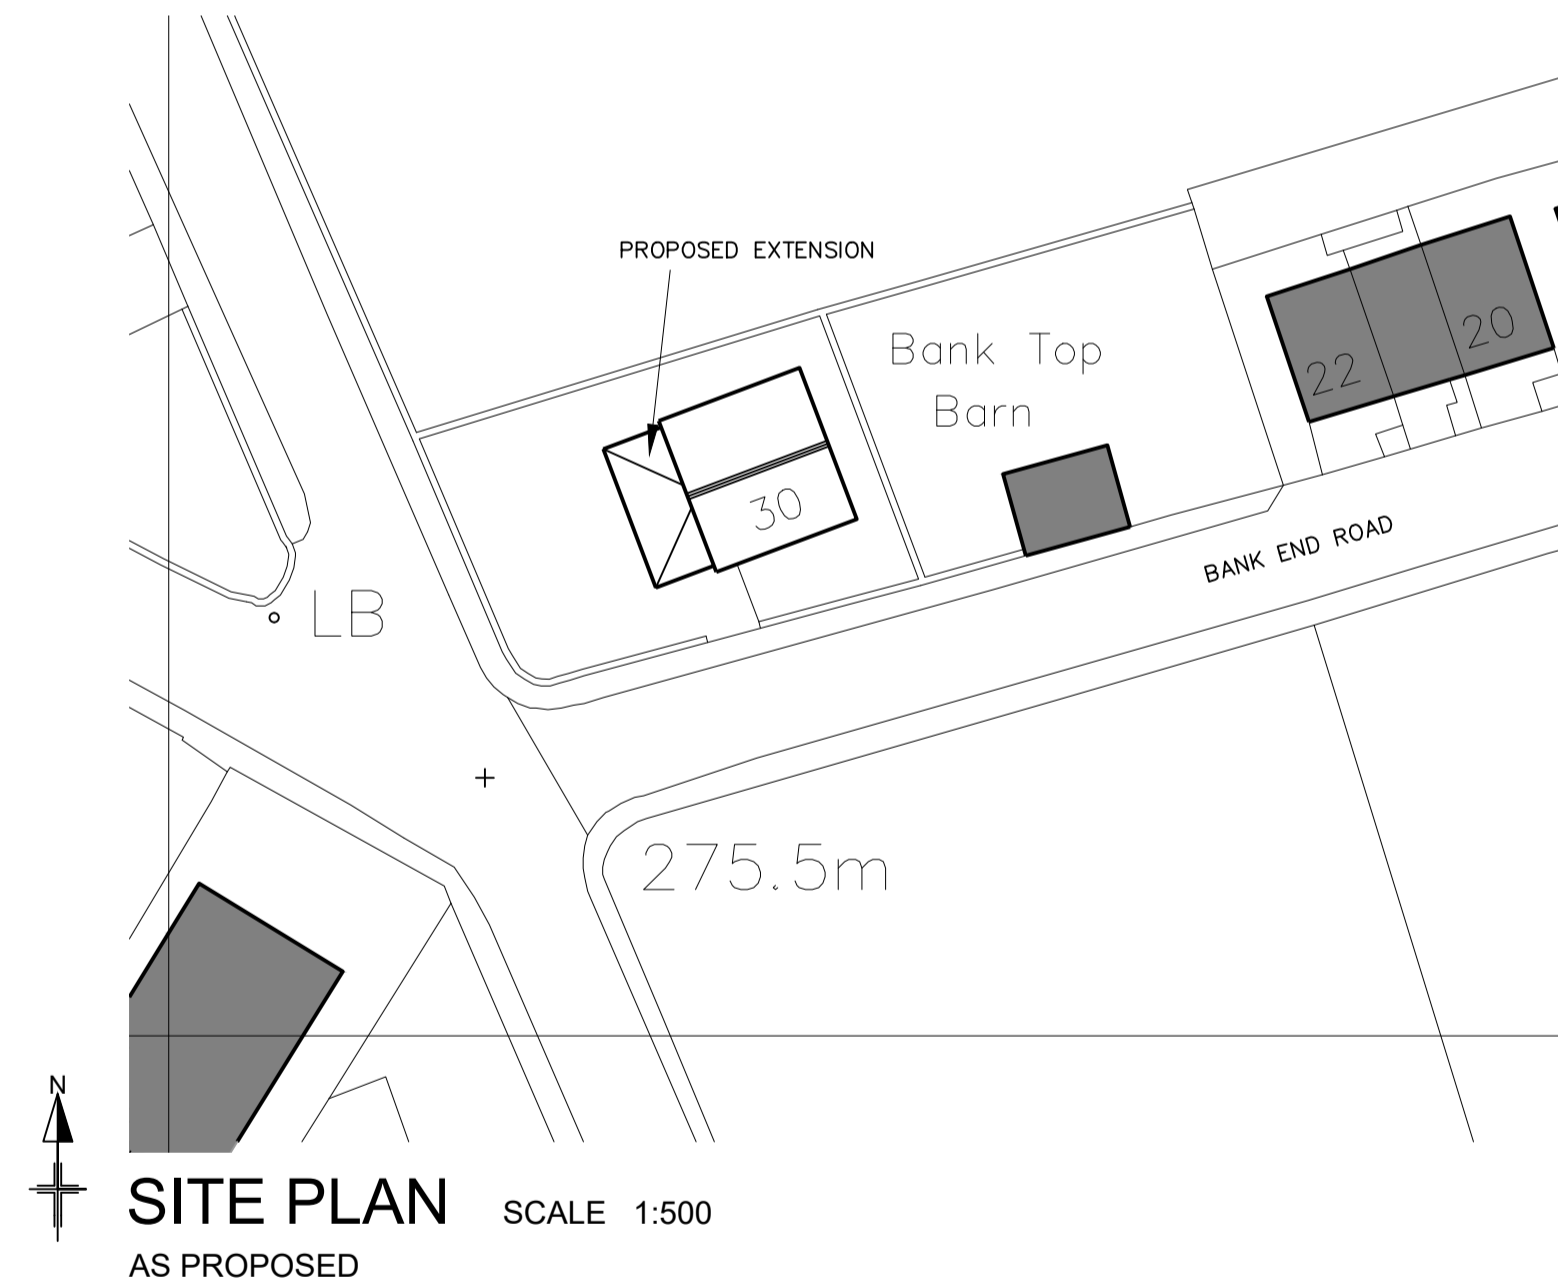 PROPOSED EXTENSION
Bank Top
Barn
20
22
30
BANK END ROAD
LB
275.5m
N
SITE PLAN SCALE 1:500
AS PROPOSED